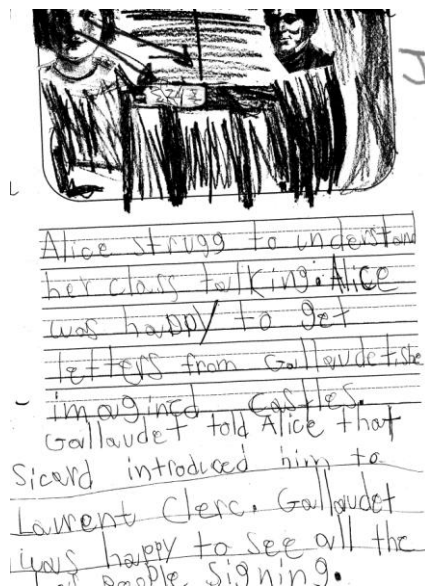 Alice strugg to understan
her class talking. Alice
was happy to get
letters from Gallaudet. she
imagined castles.
Gallaudet told Alice that
Sicard introduced him to
Laurent Clerc. Gallaudet
was happy to see all the
people signing.